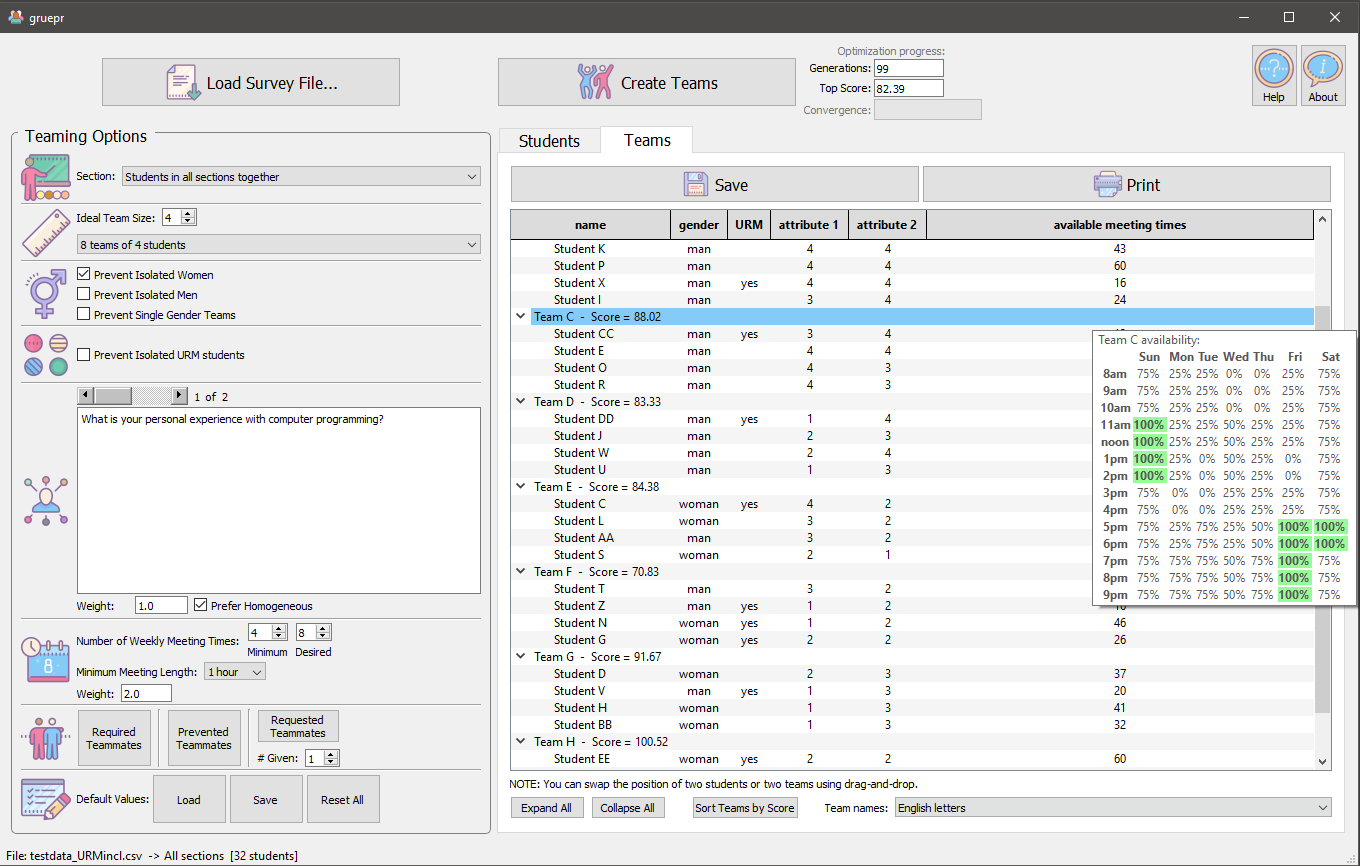 gruepr
Load Survey File...
Create Teams
Optimization progress:
Generations: 99
Top Score: 82.39
Convergence:
Help
About
Teaming Options
Section: Students in all sections together
Ideal Team Size: 4
8 teams of 4 students
Prevent Isolated Women
Prevent Isolated Men
Prevent Single Gender Teams
Prevent Isolated URM students
1 of 2
What is your personal experience with computer programming?
Weight: 1.0 Prefer Homogeneous
Number of Weekly Meeting Times: 4 8
Minimum Desired
Minimum Meeting Length: 1 hour
8
Weight: 2.0
Required Teammates
Prevented Teammates
Requested Teammates
# Given: 1
Default Values: Load Save Reset All
Students Teams
Save Print
name gender URM attribute 1 attribute 2 available meeting times
Student K man 4 4 43
Student P man 4 4 60
Student X man yes 4 4 16
Student I man 3 4 24
Team C - Score = 88.02
Student CC man yes 3 4
Student E man 4 4
Student O man 4 3
Student R man 4 3
Team D - Score = 83.33
Student DD man yes 1 4
Student J man 2 3
Student W man 2 4
Student U man 1 3
Team E - Score = 84.38
Student C woman yes 4 2
Student L woman 3 2
Student AA man 3 2
Student S woman 2 1
Team F - Score = 70.83
Student T man 3 2
Student Z man yes 1 2
Student N woman yes 1 2 46
Student G woman yes 2 2 26
Team G - Score = 91.67
Student D woman 2 3 37
Student V man yes 1 3 20
Student H woman 1 3 41
Student BB woman 1 3 32
Team H - Score = 100.52
Student EE woman yes 2 2 60
Team C availability:
Sun Mon Tue Wed Thu Fri Sat
8am 75% 25% 25% 0% 0% 25% 75%
9am 75% 25% 25% 0% 0% 25% 75%
10am 75% 25% 25% 0% 0% 25% 75%
11am 100% 25% 25% 50% 25% 25% 75%
noon 100% 25% 25% 50% 25% 25% 75%
1pm 100% 25% 0% 50% 25% 0% 75%
2pm 100% 25% 0% 50% 25% 0% 75%
3pm 75% 0% 0% 25% 25% 25% 75%
4pm 75% 0% 0% 25% 25% 25% 75%
5pm 75% 25% 75% 25% 50% 100% 100%
6pm 75% 25% 75% 25% 50% 100% 100%
7pm 75% 75% 75% 50% 75% 100% 75%
8pm 75% 75% 75% 50% 75% 100% 75%
9pm 75% 75% 75% 50% 75% 100% 75%
NOTE: You can swap the position of two students or two teams using drag-and-drop.
Expand All Collapse All Sort Teams by Score Team names: English letters
File: testdata_URMincl.csv -> All sections [32 students]